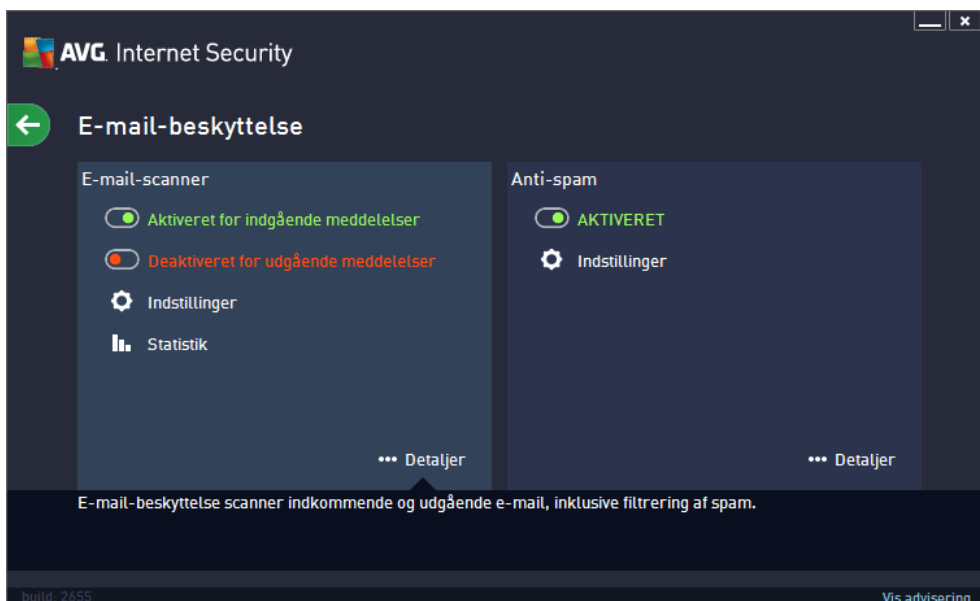 AVG. Internet Security
E-mail-beskyttelse
E-mail-scanner
Aktiveret for indgående meddelelser
Deaktiveret for udgående meddelelser
Indstillinger
Statistik
••• Detaljer
Anti-spam
AKTIVERET
Indstillinger
••• Detaljer
E-mail-beskyttelse scanner indkommende og udgående e-mail, inklusive filtrering af spam.
build- 2655
Vis advisering